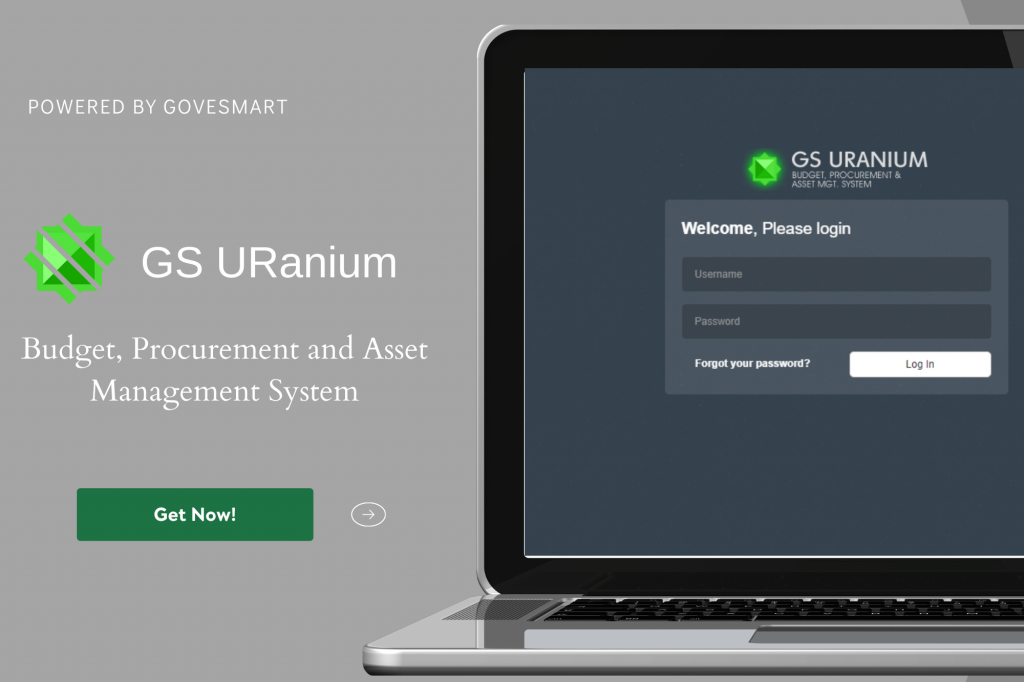 POWERED BY GOVESMART
GS URanium
Budget, Procurement and Asset
Management System
Get Now!
GS URANIUM
BUDGET, PROCUREMENT &
ASSET MGT. SYSTEM
Welcome, Please login
Username
Password
Forgot your password?
Log In